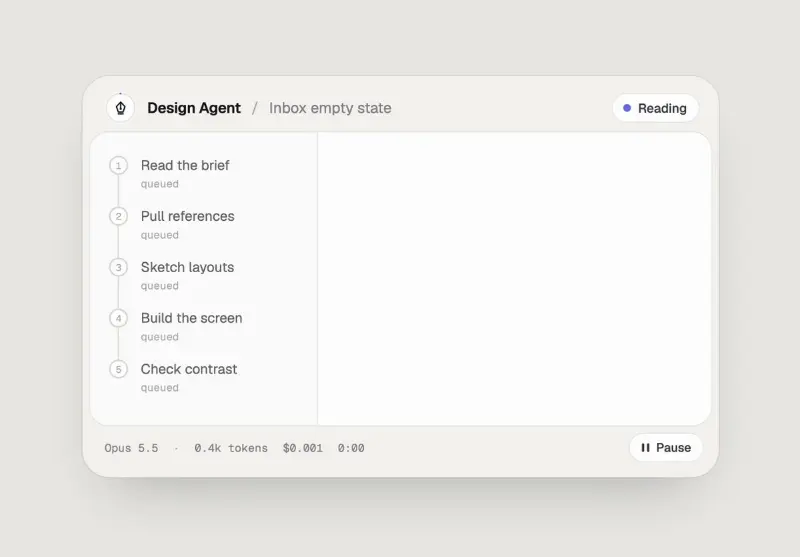 Design Agent / Inbox empty state
Reading
1 Read the brief
queued
2 Pull references
queued
3 Sketch layouts
queued
4 Build the screen
queued
5 Check contrast
queued
Opus 5.5 · 0.4k tokens $0.001 0:00
Pause